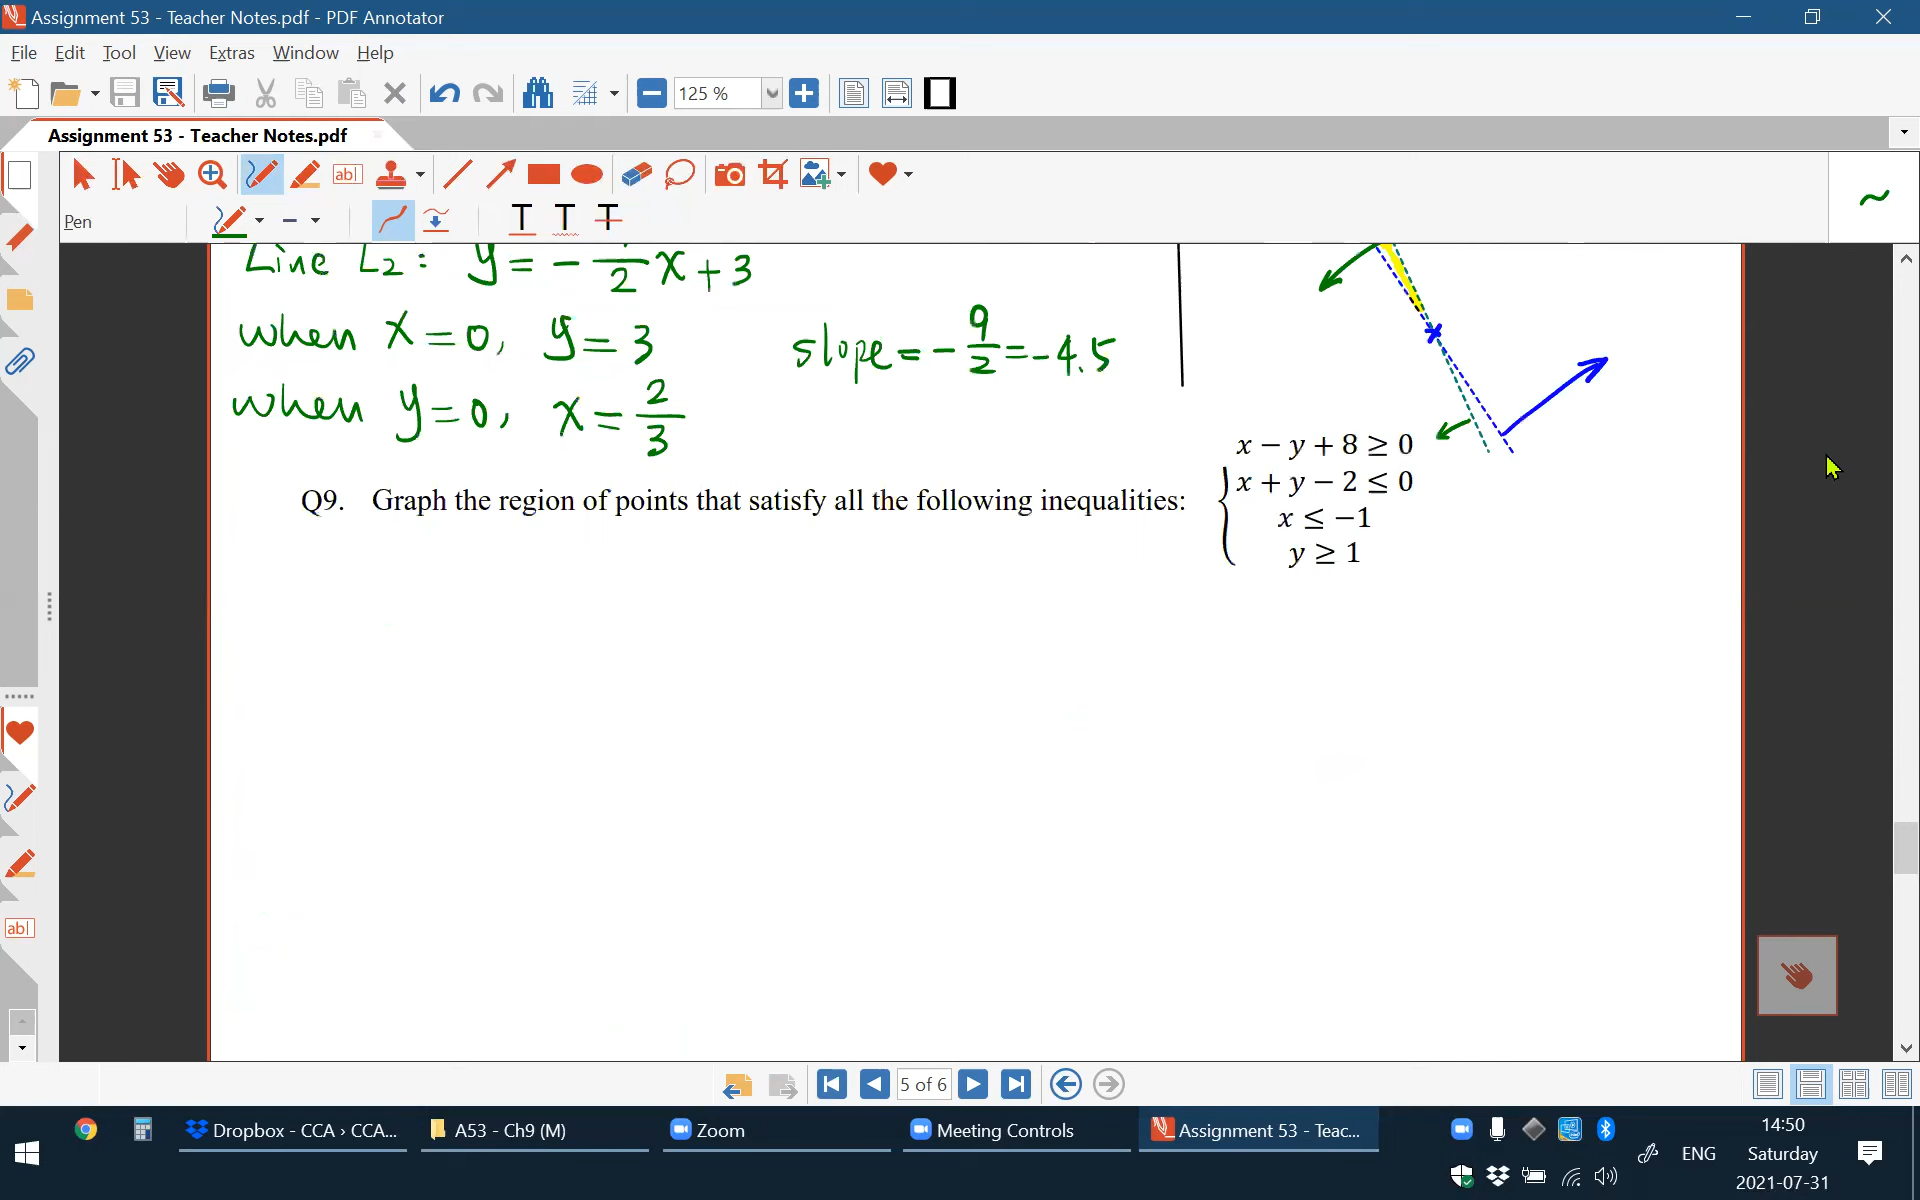 Assignment 53 - Teacher Notes.pdf - PDF Annotator
File Edit Tool View Extras Window Help
125 %
Assignment 53 - Teacher Notes.pdf
ab|
Pen
T T T
Line L₂: y = - /2 x + 3
when x = 0, y = 3
slope = - 9/2 = -4.5
when y = 0, x = 2/3
x − y + 8 ≥ 0
x + y − 2 ≤ 0
Q9. Graph the region of points that satisfy all the following inequalities:
x ≤ −1
y ≥ 1
ab|
5 of 6
Dropbox - CCA › CCA...
A53 - Ch9 (M)
Zoom
Meeting Controls
Assignment 53 - Teac...
ENG
14:50
Saturday
2021-07-31